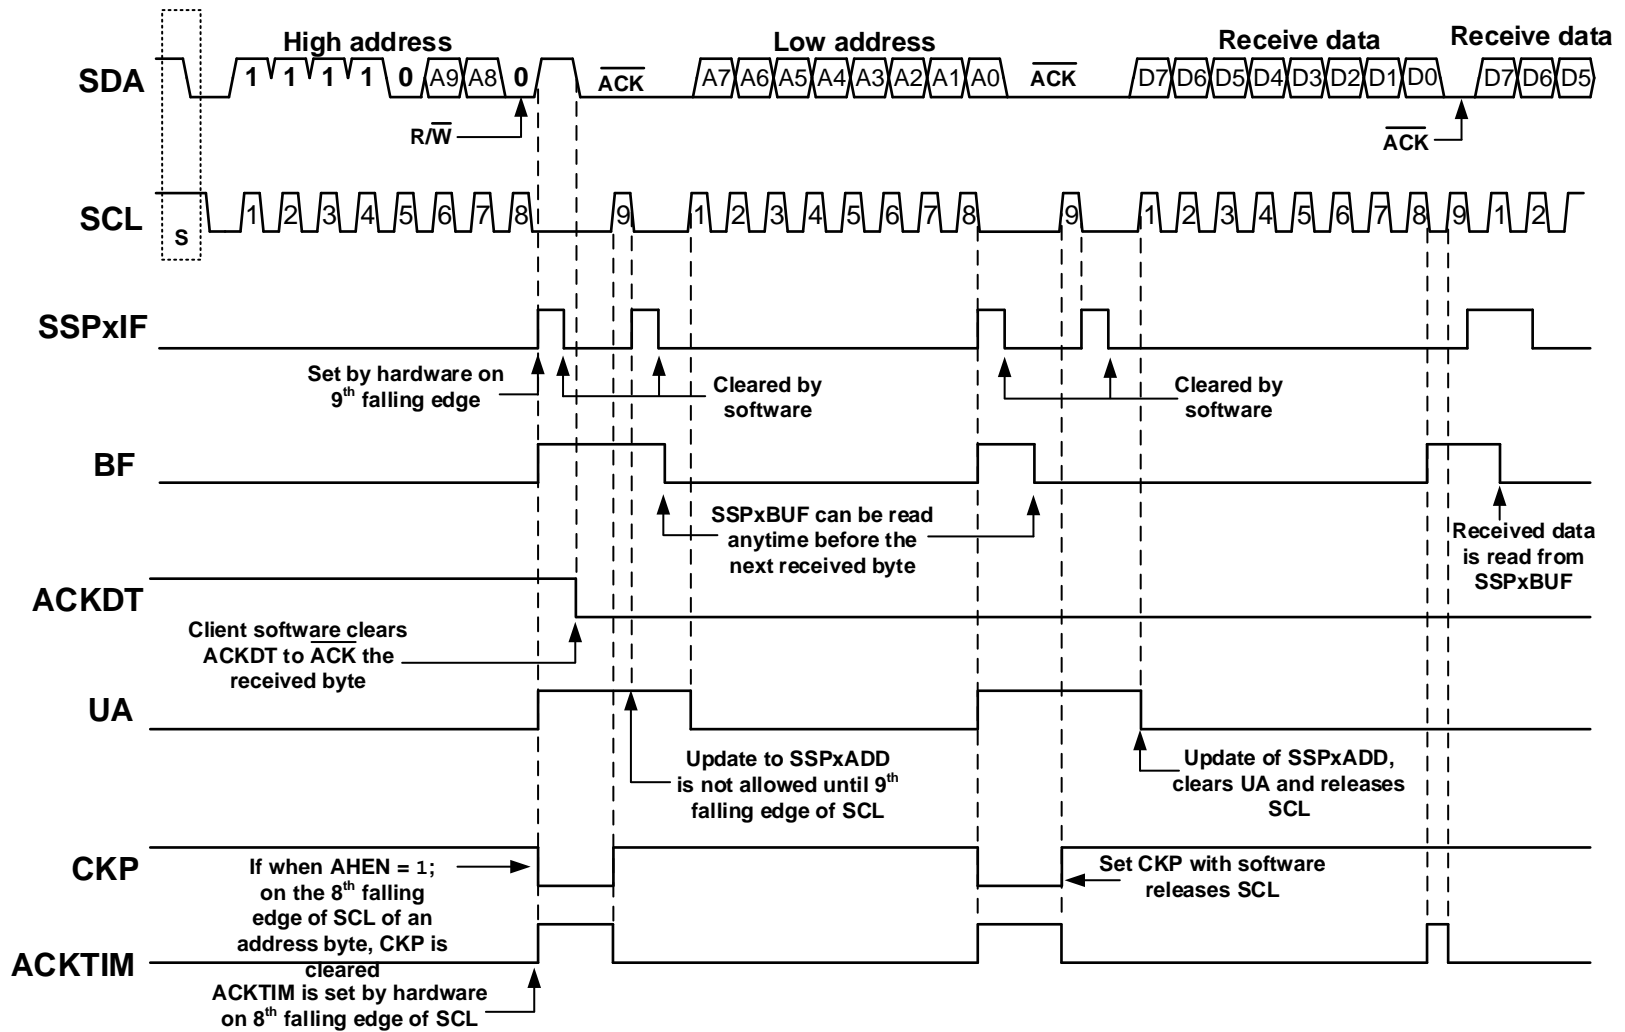 High address
Low address
Receive data
Receive data
SDA
1 1 1 1 0 A9 A8 0
ACK
A7 A6 A5 A4 A3 A2 A1 A0
ACK
D7 D6 D5 D4 D3 D2 D1 D0
D7 D6 D5
R/W
ACK
SCL
S
1 2 3 4 5 6 7 8 9 1 2 3 4 5 6 7 8 9 1 2 3 4 5 6 7 8 9 1 2
SSPxIF
Set by hardware on
9th falling edge
Cleared by
software
Cleared by
software
BF
SSPxBUF can be read
anytime before the
next received byte
Received data
is read from
SSPxBUF
ACKDT
Client software clears
ACKDT to ACK the
received byte
UA
Update to SSPxADD
is not allowed until 9th
falling edge of SCL
Update of SSPxADD,
clears UA and releases
SCL
CKP
If when AHEN = 1;
on the 8th falling
edge of SCL of an
address byte, CKP is
cleared
Set CKP with software
releases SCL
ACKTIM
ACKTIM is set by hardware
on 8th falling edge of SCL